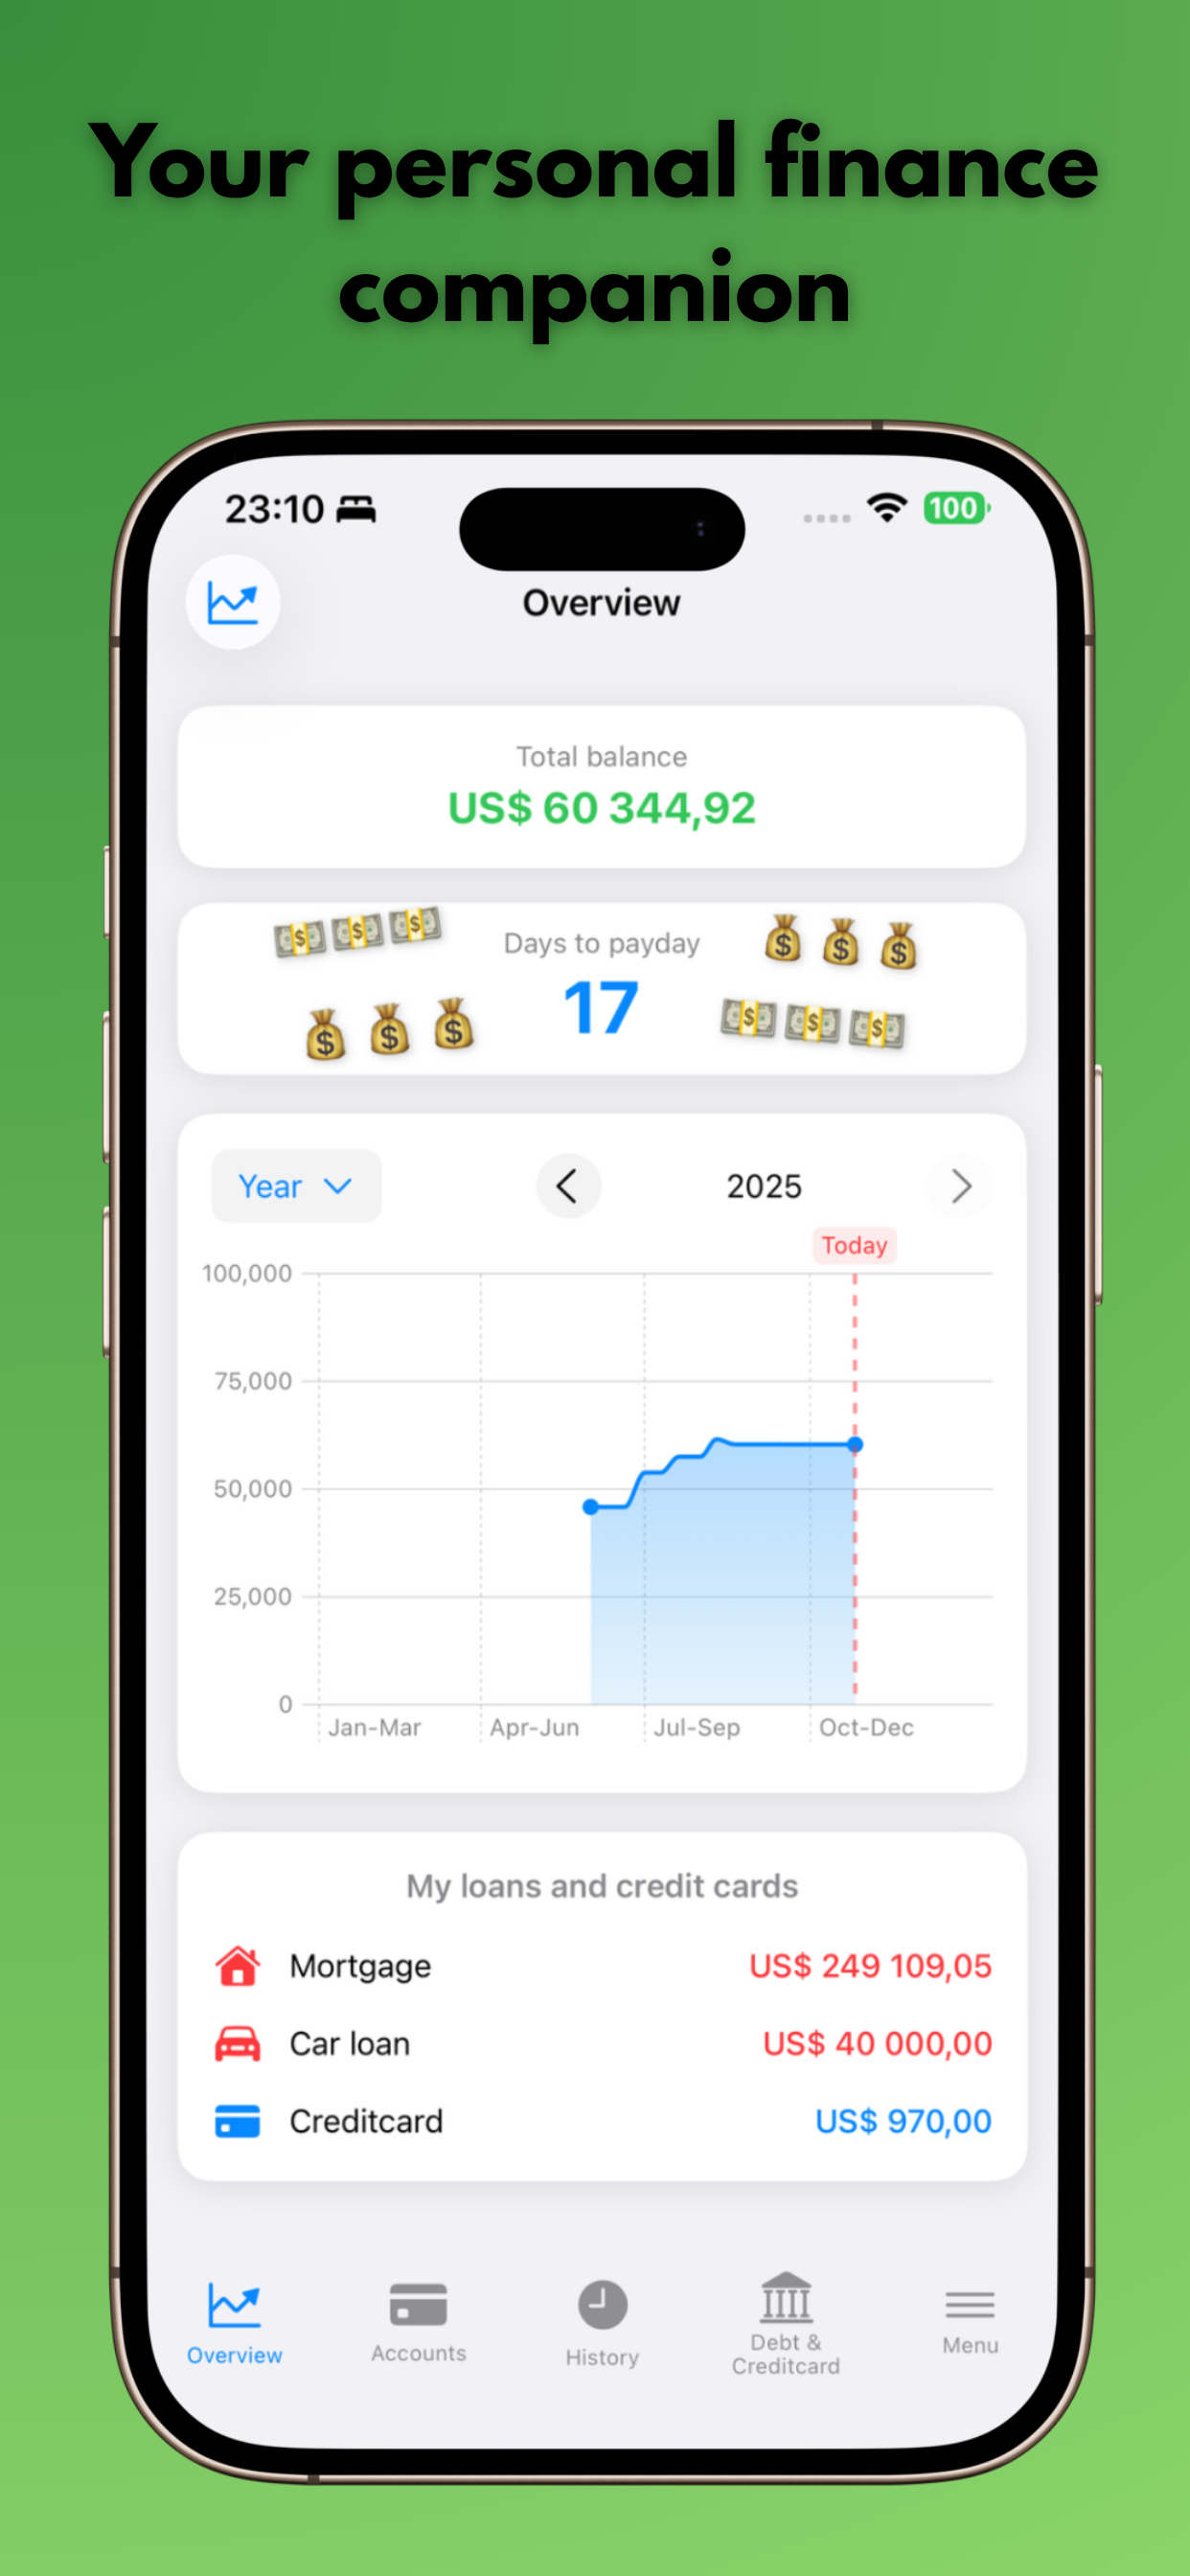 Your personal finance
companion
23:10
100
Overview
Total balance
US$ 60 344,92
Days to payday
17
Year
2025
Today
100,000
75,000
50,000
25,000
0
Jan-Mar
Apr-Jun
Jul-Sep
Oct-Dec
My loans and credit cards
Mortgage
US$ 249 109,05
Car loan
US$ 40 000,00
Creditcard
US$ 970,00
Overview
Accounts
History
Debt &
Creditcard
Menu